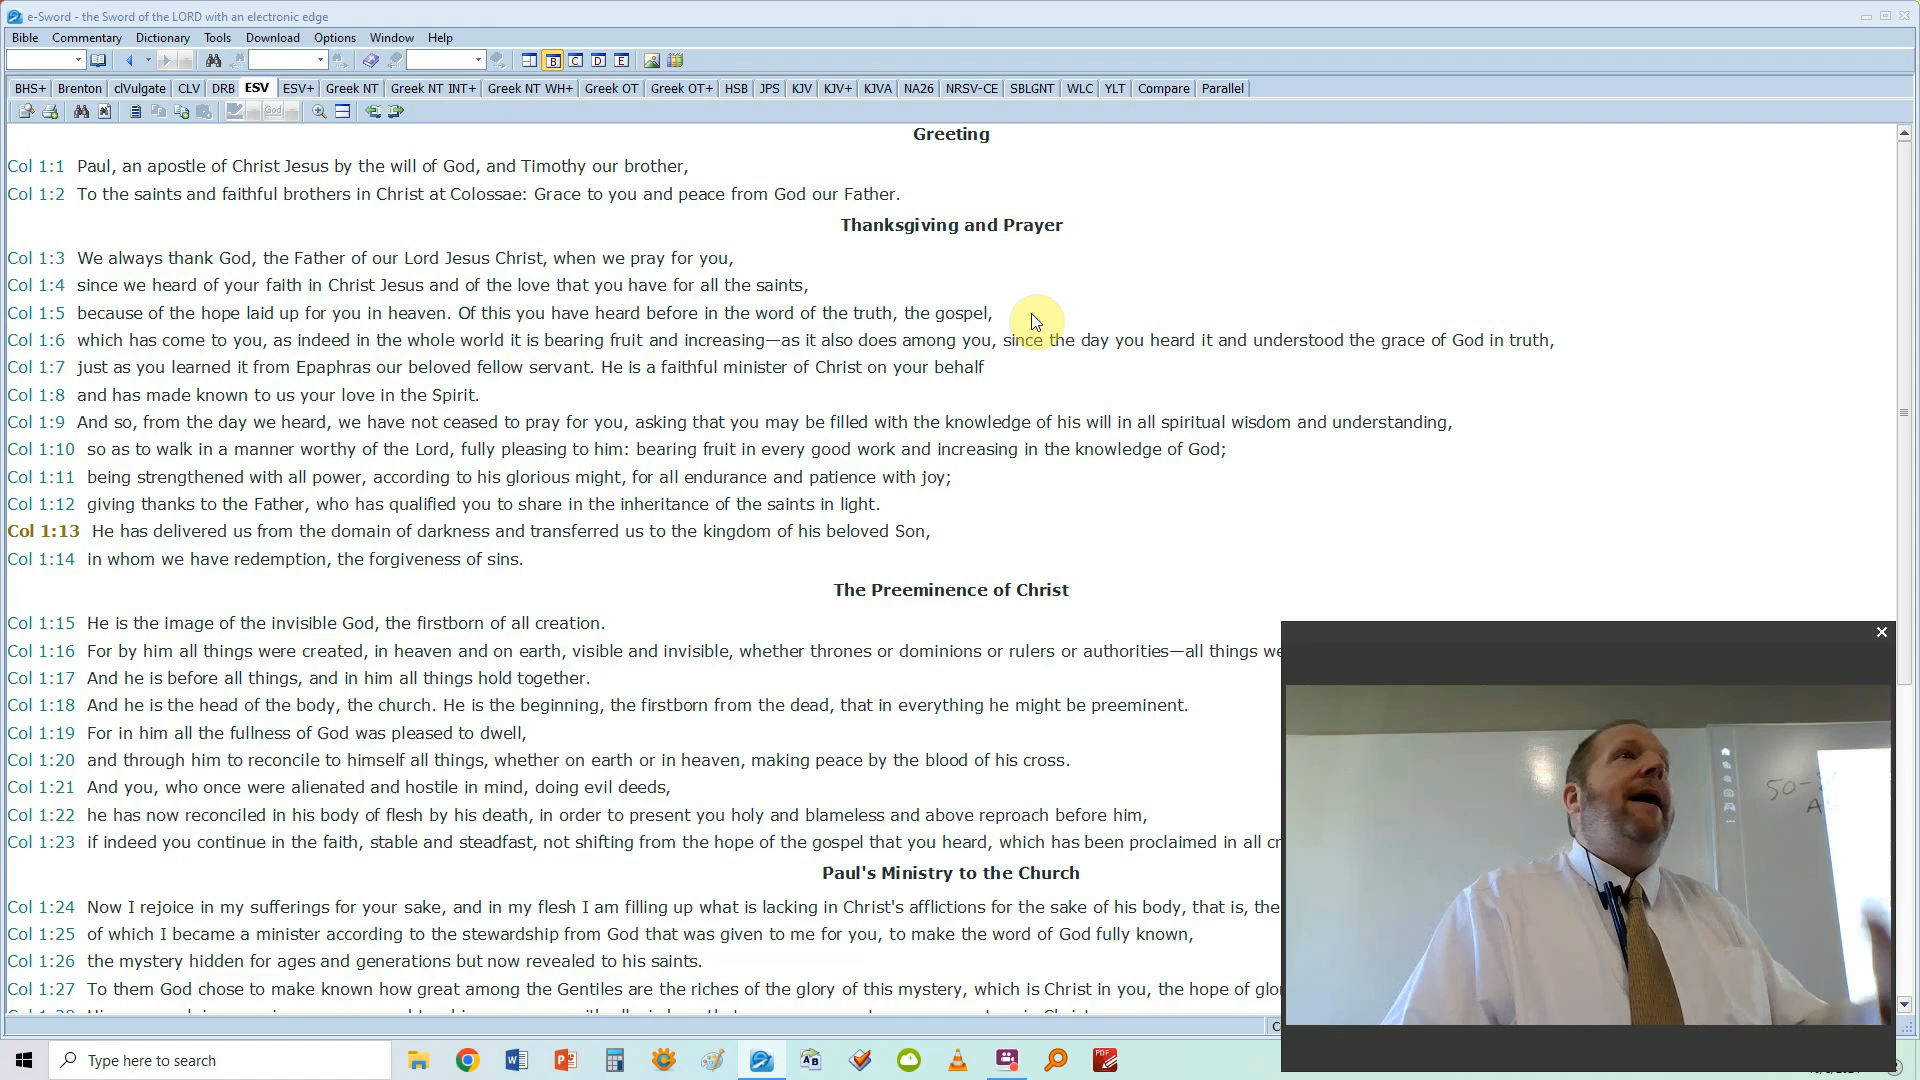 e-Sword - the Sword of the LORD with an electronic edge
Bible Commentary Dictionary Tools Download Options Window Help
B C D E
BHS+ Brenton clVulgate CLV DRB ESV ESV+ Greek NT Greek NT INT+ Greek NT WH+ Greek OT Greek OT+ HSB JPS KJV KJV+ KJVA NA26 NRSV-CE SBLGNT WLC YLT Compare Parallel
God
Greeting
Col 1:1 Paul, an apostle of Christ Jesus by the will of God, and Timothy our brother,
Col 1:2 To the saints and faithful brothers in Christ at Colossae: Grace to you and peace from God our Father.
Thanksgiving and Prayer
Col 1:3 We always thank God, the Father of our Lord Jesus Christ, when we pray for you,
Col 1:4 since we heard of your faith in Christ Jesus and of the love that you have for all the saints,
Col 1:5 because of the hope laid up for you in heaven. Of this you have heard before in the word of the truth, the gospel,
Col 1:6 which has come to you, as indeed in the whole world it is bearing fruit and increasing—as it also does among you, since the day you heard it and understood the grace of God in truth,
Col 1:7 just as you learned it from Epaphras our beloved fellow servant. He is a faithful minister of Christ on your behalf
Col 1:8 and has made known to us your love in the Spirit.
Col 1:9 And so, from the day we heard, we have not ceased to pray for you, asking that you may be filled with the knowledge of his will in all spiritual wisdom and understanding,
Col 1:10 so as to walk in a manner worthy of the Lord, fully pleasing to him: bearing fruit in every good work and increasing in the knowledge of God;
Col 1:11 being strengthened with all power, according to his glorious might, for all endurance and patience with joy;
Col 1:12 giving thanks to the Father, who has qualified you to share in the inheritance of the saints in light.
Col 1:13 He has delivered us from the domain of darkness and transferred us to the kingdom of his beloved Son,
Col 1:14 in whom we have redemption, the forgiveness of sins.
The Preeminence of Christ
Col 1:15 He is the image of the invisible God, the firstborn of all creation.
Col 1:16 For by him all things were created, in heaven and on earth, visible and invisible, whether thrones or dominions or rulers or authorities—all things we
Col 1:17 And he is before all things, and in him all things hold together.
Col 1:18 And he is the head of the body, the church. He is the beginning, the firstborn from the dead, that in everything he might be preeminent.
Col 1:19 For in him all the fullness of God was pleased to dwell,
Col 1:20 and through him to reconcile to himself all things, whether on earth or in heaven, making peace by the blood of his cross.
Col 1:21 And you, who once were alienated and hostile in mind, doing evil deeds,
Col 1:22 he has now reconciled in his body of flesh by his death, in order to present you holy and blameless and above reproach before him,
Col 1:23 if indeed you continue in the faith, stable and steadfast, not shifting from the hope of the gospel that you heard, which has been proclaimed in all cr
Paul's Ministry to the Church
Col 1:24 Now I rejoice in my sufferings for your sake, and in my flesh I am filling up what is lacking in Christ's afflictions for the sake of his body, that is, the
Col 1:25 of which I became a minister according to the stewardship from God that was given to me for you, to make the word of God fully known,
Col 1:26 the mystery hidden for ages and generations but now revealed to his saints.
Col 1:27 To them God chose to make known how great among the Gentiles are the riches of the glory of this mystery, which is Christ in you, the hope of glor
50-
A
Type here to search